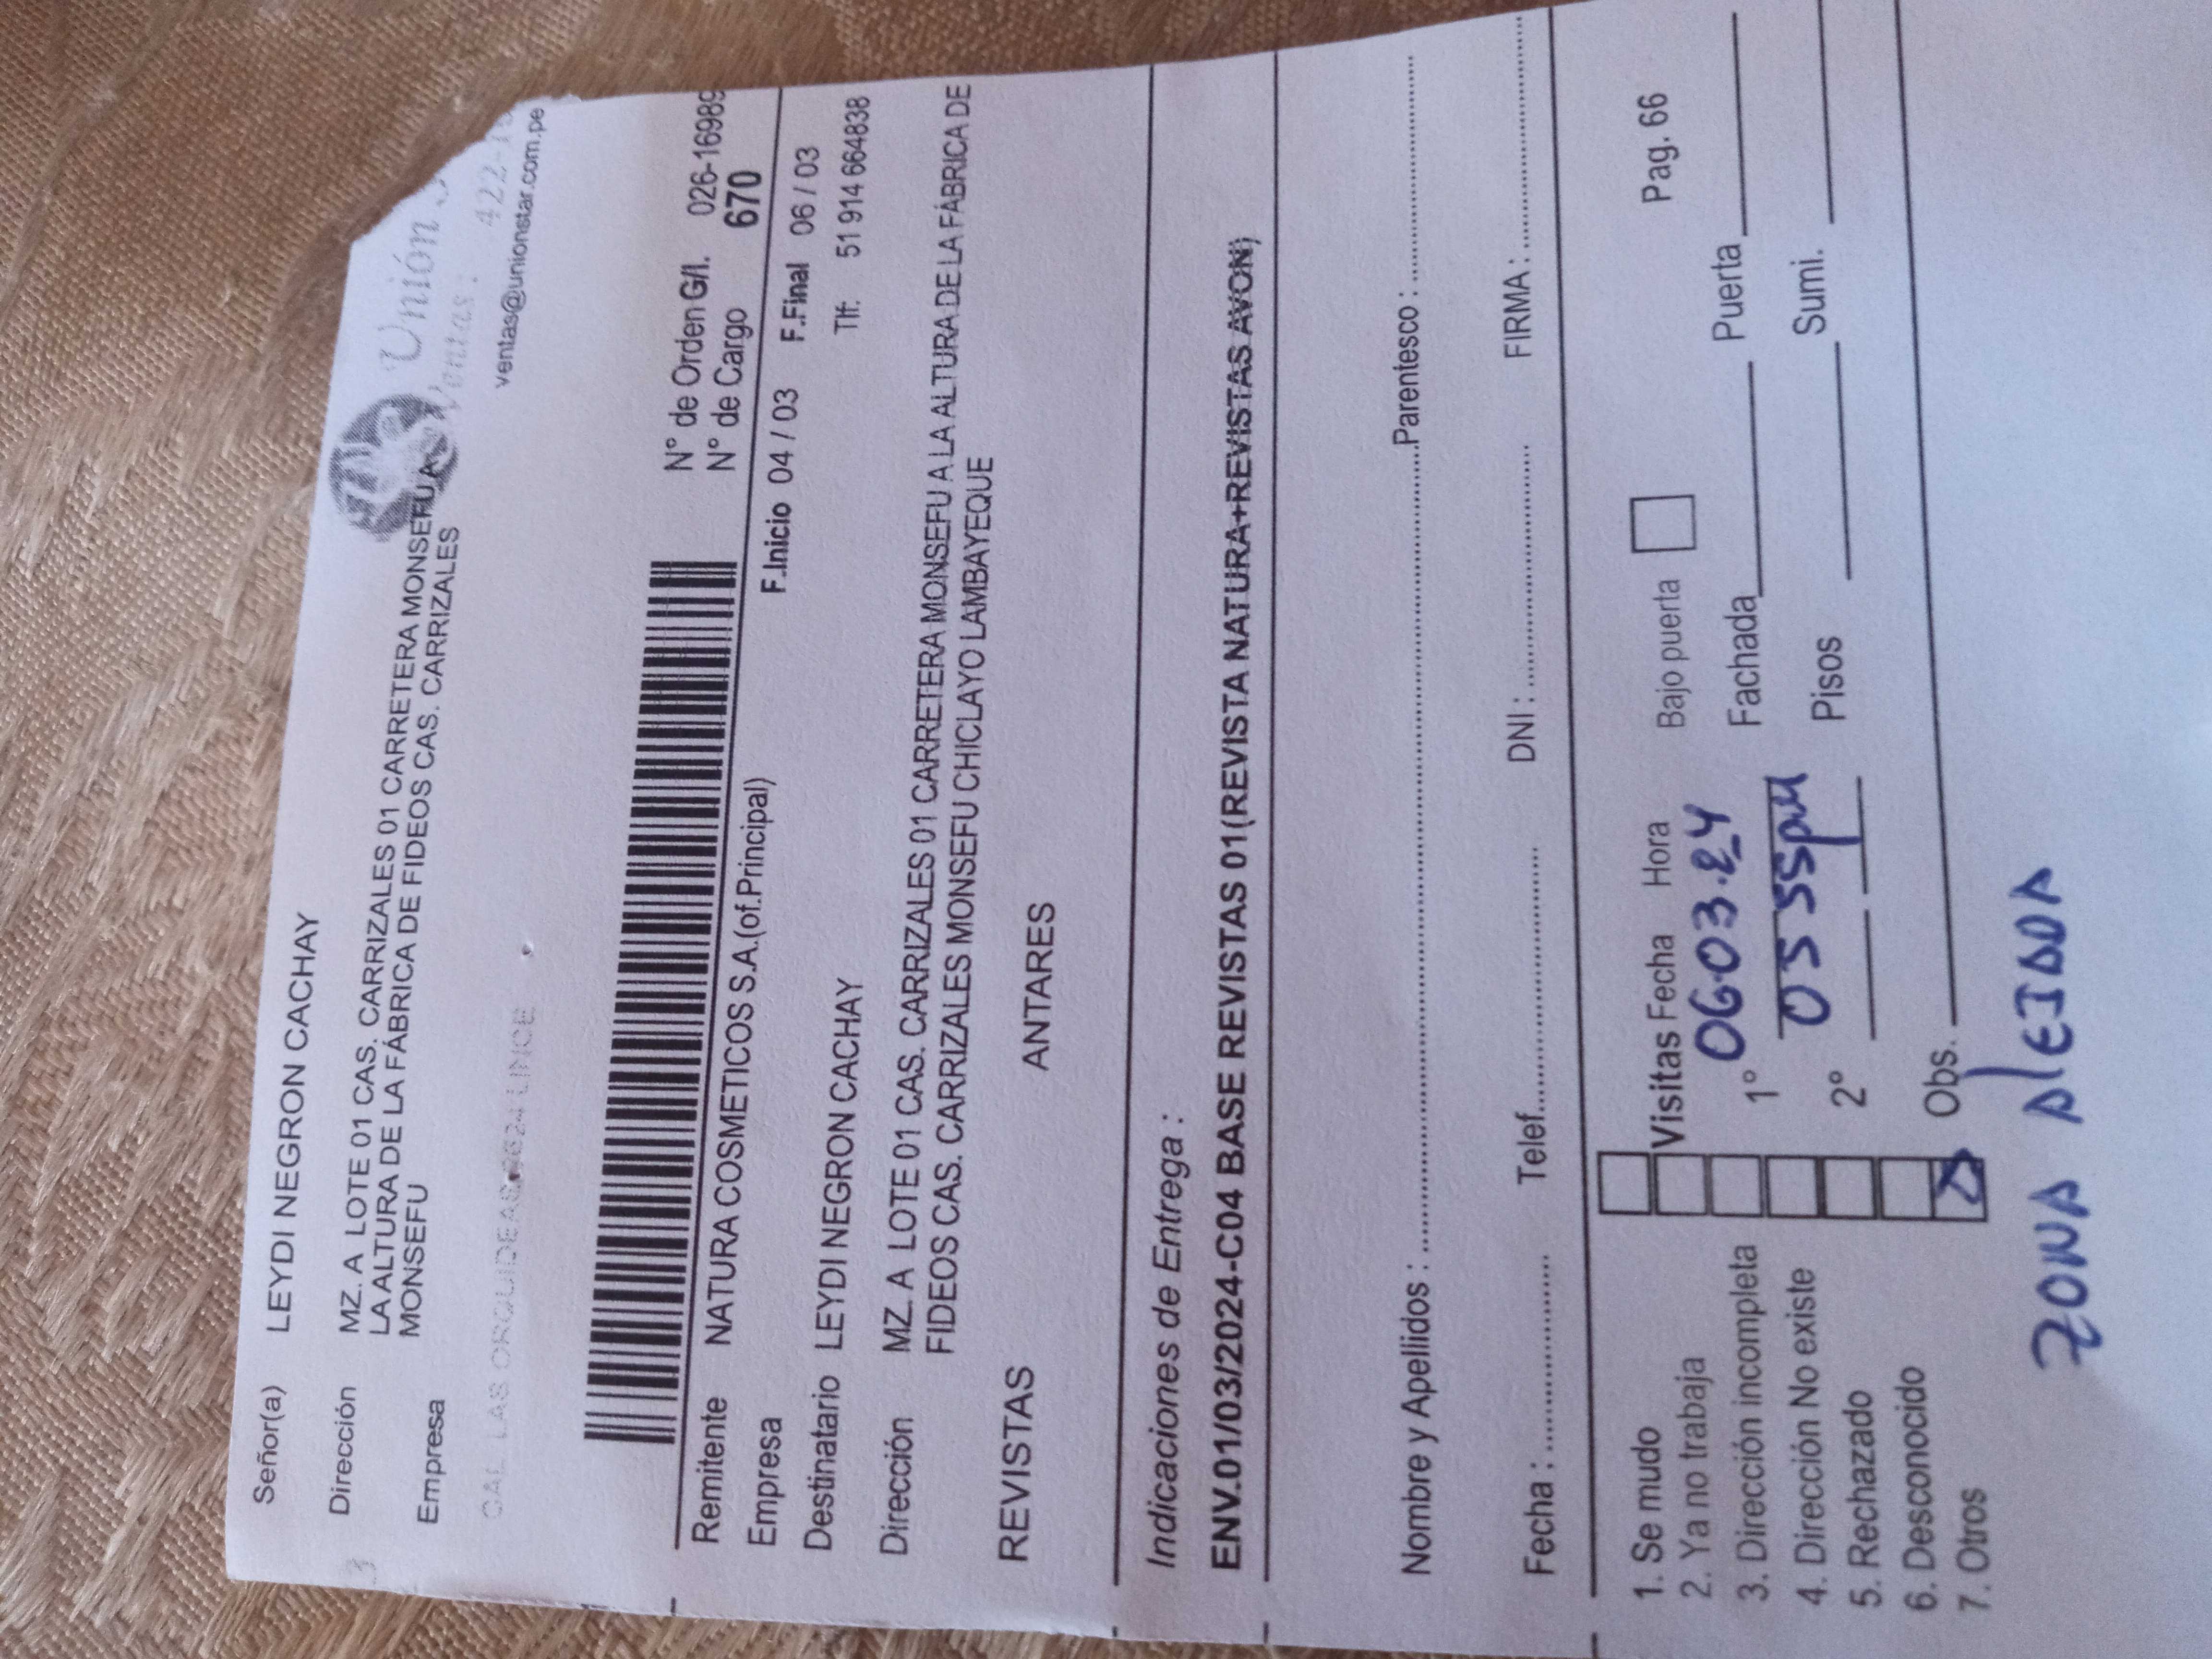 Señor(a) LEYDI NEGRON CACHAY
Dirección MZ. A LOTE 01 CAS. CARRIZALES 01 CARRETERA MONSEFU A
LA ALTURA DE LA FÁBRICA DE FIDEOS CAS. CARRIZALES
Empresa MONSEFU
Unión
Ventas: 422-1
ventas@unionstar.com.pe
CAL LAS ORQUIDEAS LINCE
N° de Orden G/l. 026-16989
N° de Cargo 670
Remitente NATURA COSMETICOS S.A.(of.Principal)
F.Inicio 04 / 03 F.Final 06 / 03
Empresa
Destinatario LEYDI NEGRON CACHAY Tlf: 51 914 664838
Dirección MZ. A LOTE 01 CAS. CARRIZALES 01 CARRETERA MONSEFU A LA ALTURA DE LA FÁBRICA DE
FIDEOS CAS. CARRIZALES MONSEFU CHICLAYO LAMBAYEQUE
REVISTAS ANTARES
Indicaciones de Entrega :
ENV.01/03/2024-C04 BASE REVISTAS 01(REVISTA NATURA+REVISTAS AVON)
Nombre y Apellidos : Parentesco :
Fecha : Telef. DNI : FIRMA :
1. Se mudo
2. Ya no trabaja
3. Dirección incompleta
4. Dirección No existe
5. Rechazado
6. Desconocido
7. Otros
Visitas Fecha Hora Bajo puerta Pag. 66
1° 06.03.24 Fachada Puerta
05 55pm
2° Pisos Sumi.
Obs.
ZONA AlEJADA